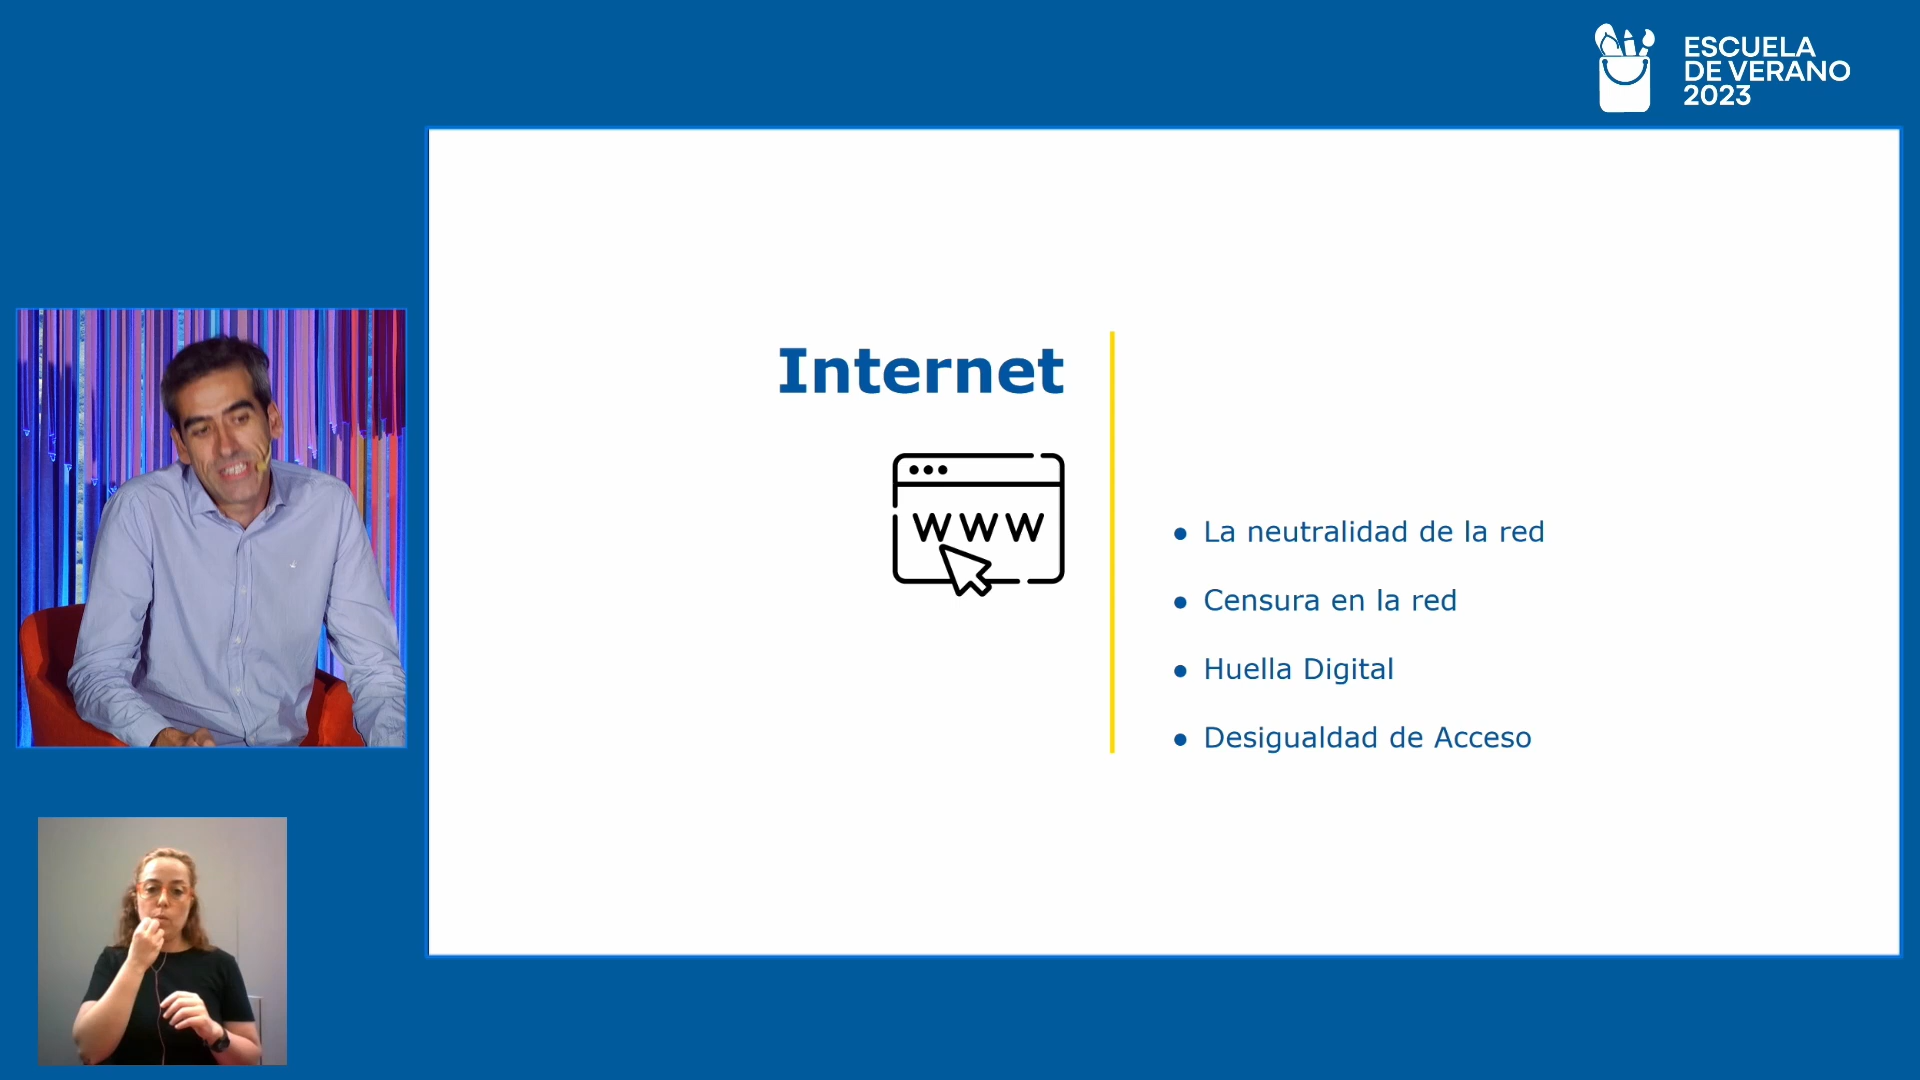 ESCUELA
DE VERANO
2023
Internet
WWW
● La neutralidad de la red
● Censura en la red
● Huella Digital
● Desigualdad de Acceso